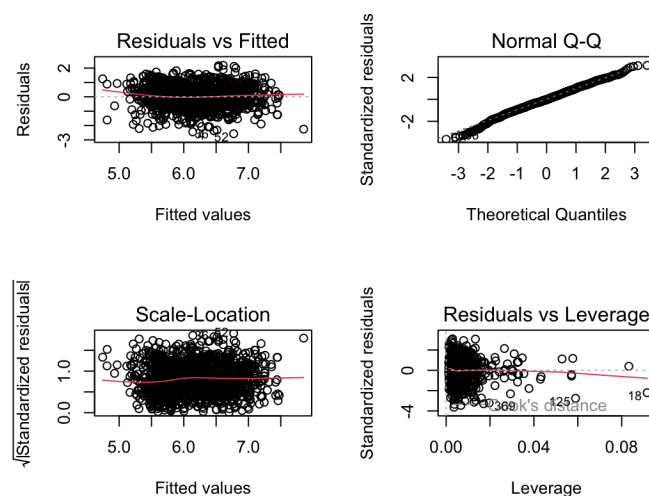 Residuals vs Fitted
Residuals
2
0
-3
5.0 6.0 7.0
Fitted values
Normal Q-Q
Standardized residuals
2
-2
-3 -2 -1 0 1 2 3
Theoretical Quantiles
Scale-Location
√|Standardized residuals|
1.0
0.0
5.0 6.0 7.0
Fitted values
Residuals vs Leverage
Standardized residuals
0
-4
Cook's distance
369
125
18
0.00 0.04 0.08
Leverage